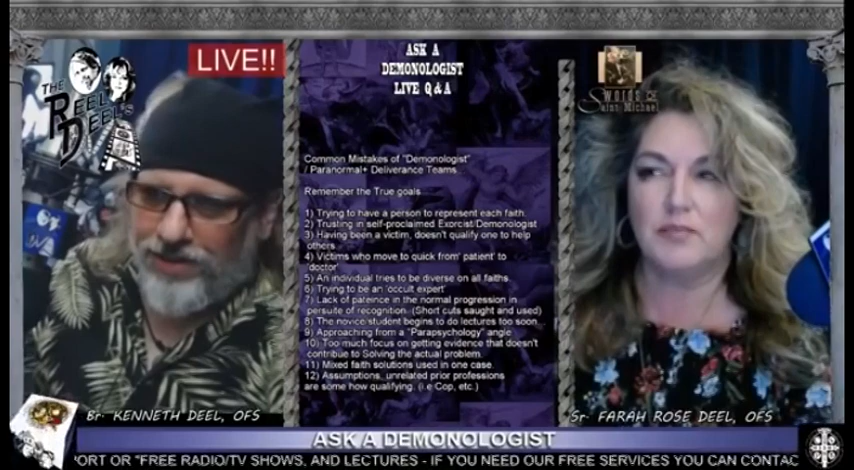 LIVE!!
THE
REEL
DEEL's
ASK A
DEMONOLOGIST
LIVE Q&A
Swords of
Saint Michael
Common Mistakes of "Demonologist"
/ Paranormal+ Deliverance Teams.
Remember the True goals
1) Trying to have a person to represent each faith.
2) Trusting in self-proclaimed Exorcist/Demonologist
3) Having been a victim, doesn't qualify one to help
others.
4) Victims who move to quick from' patient' to
'doctor'
5) An individual tries to be diverse on all faiths.
6) Trying to be an 'occult expert'
7) Lack of patience in the normal progression in
persuite of recognition. (Short cuts saught and used)
8) The novice/student begins to do lectures too soon.
9) Approaching from a "Parapsychology" angle
10) Too much focus on getting evidence that doesn't
contribute to Solving the actual problem.
11) Mixed faith solutions used in one case.
12) Assumptions, unrelated prior professions
are some how qualifying. (i.e Cop, etc.)
Br. KENNETH DEEL, OFS
Sr. FARAH ROSE DEEL, OFS
ASK A DEMONOLOGIST
ORT OR "FREE RADIO/TV SHOWS, AND LECTURES - IF YOU NEED OUR FREE SERVICES YOU CAN CONTAC